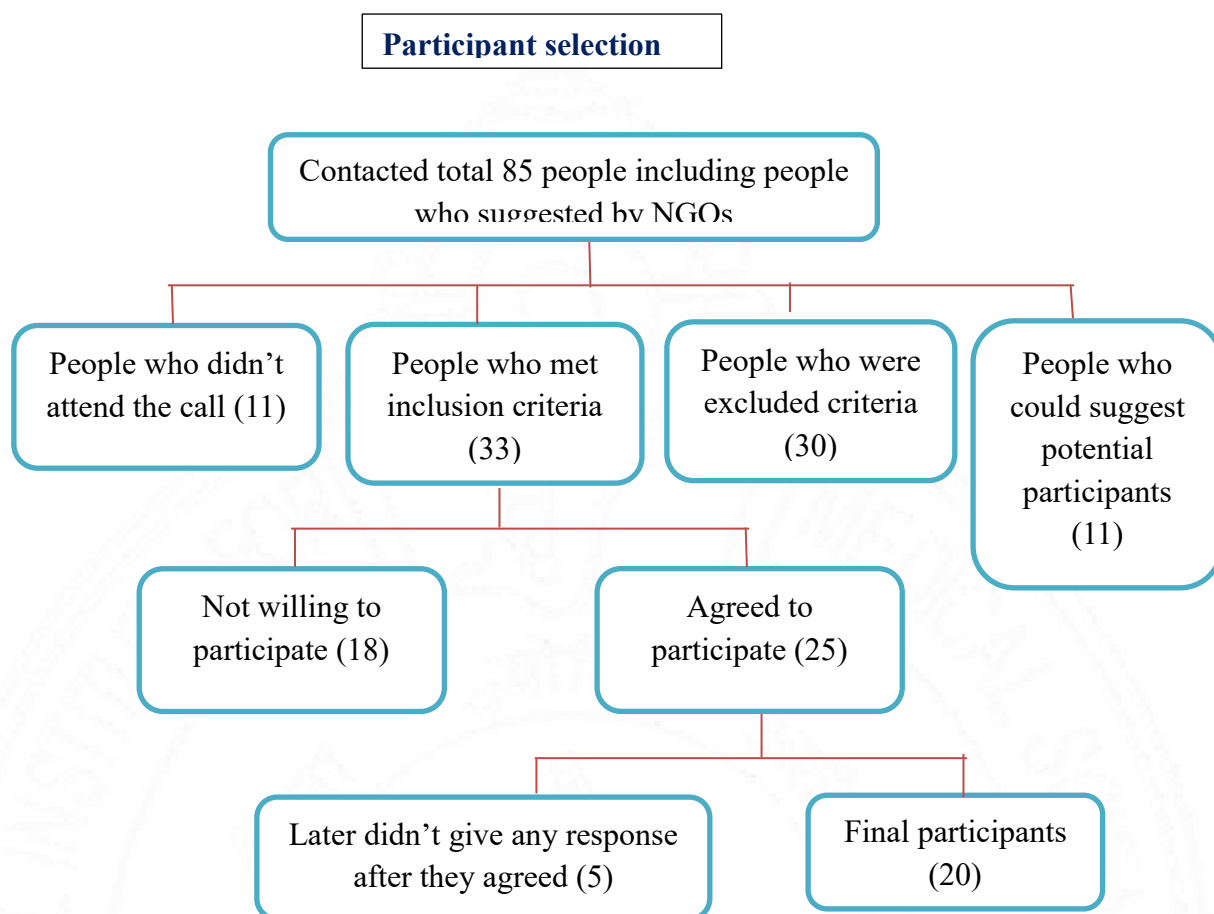 Participant selection
Contacted total 85 people including people
who suggested by NGOs
People who didn’t
attend the call (11)
People who met
inclusion criteria
(33)
People who were
excluded criteria
(30)
People who
could suggest
potential
participants
(11)
Not willing to
participate (18)
Agreed to
participate (25)
Later didn’t give any response
after they agreed (5)
Final participants
(20)